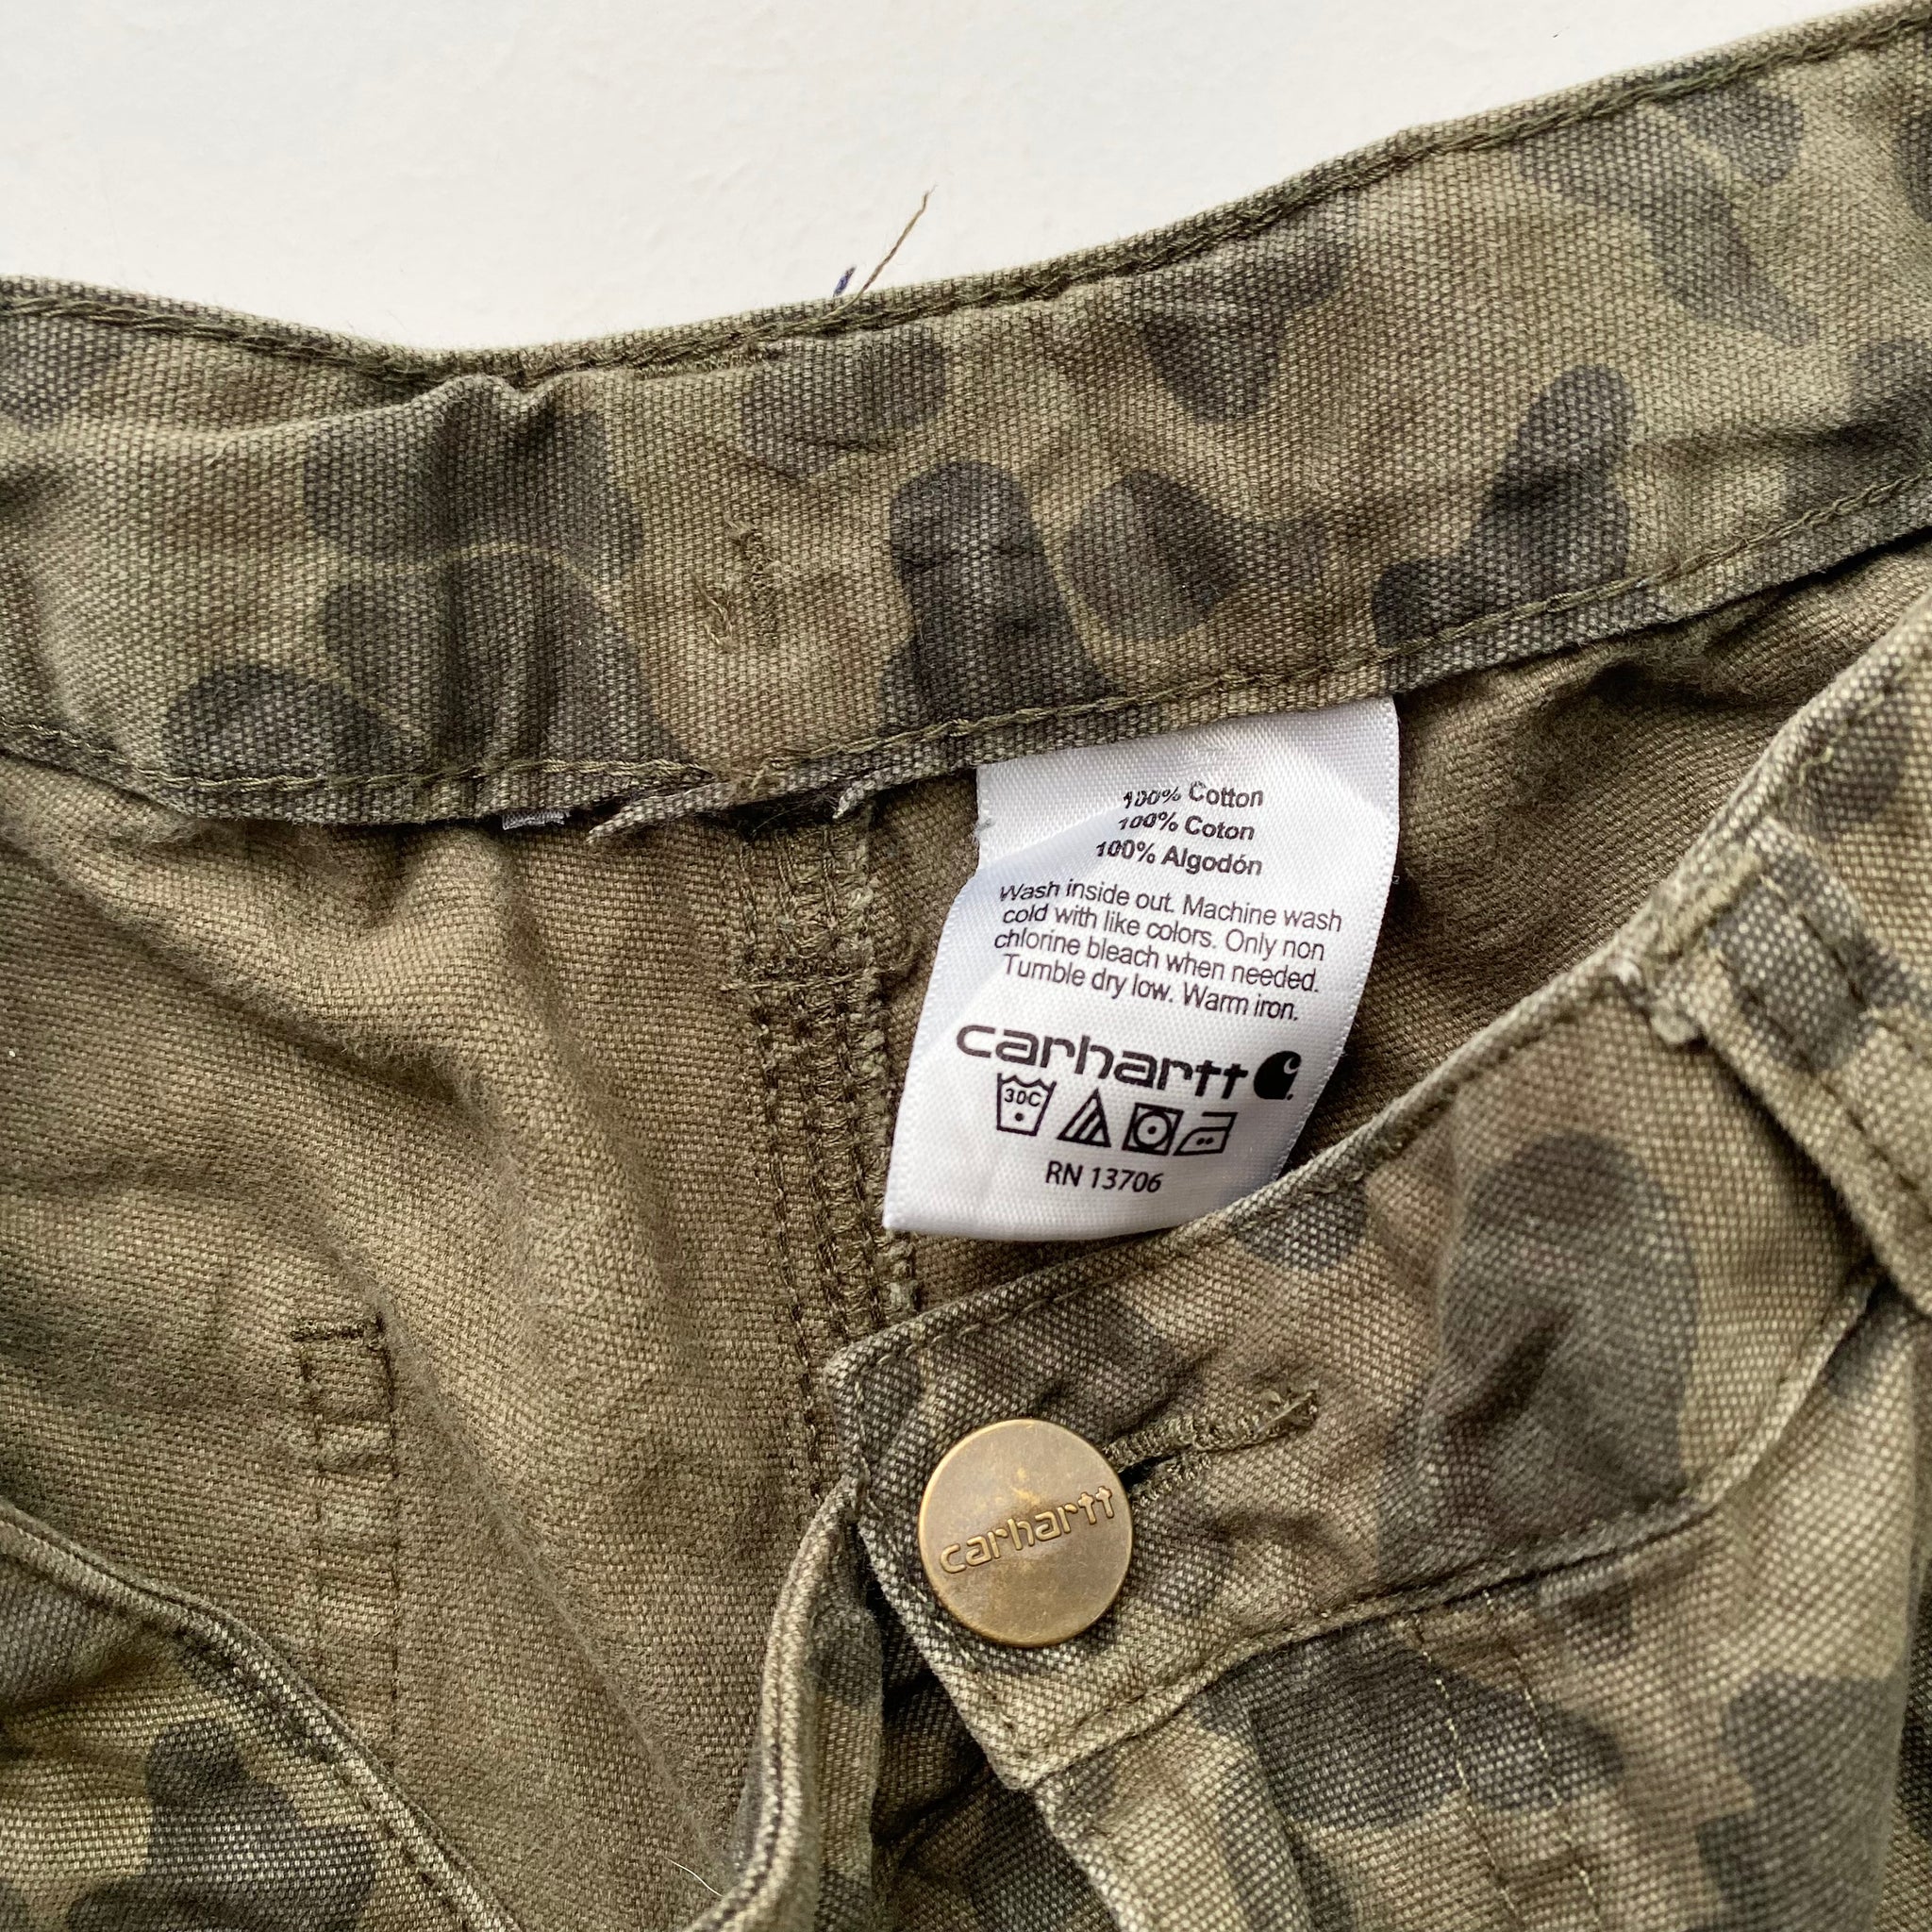 100% Cotton
100% Coton
100% Algodón
Wash inside out. Machine wash
cold with like colors. Only non
chlorine bleach when needed.
Tumble dry low. Warm iron.
carhartt
30C
RN 13706
carhartt